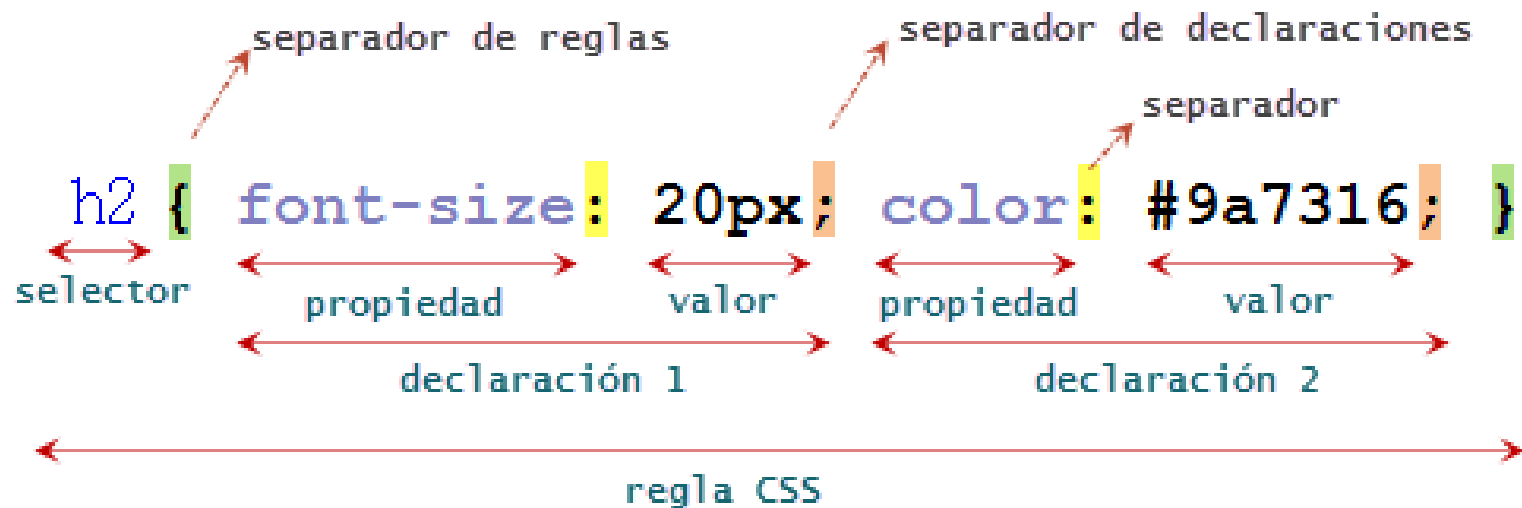 separador de reglas
separador de declaraciones
separador
h2 { font-size: 20px; color: #9a7316; }
selector
propiedad valor propiedad valor
declaración 1 declaración 2
regla CSS